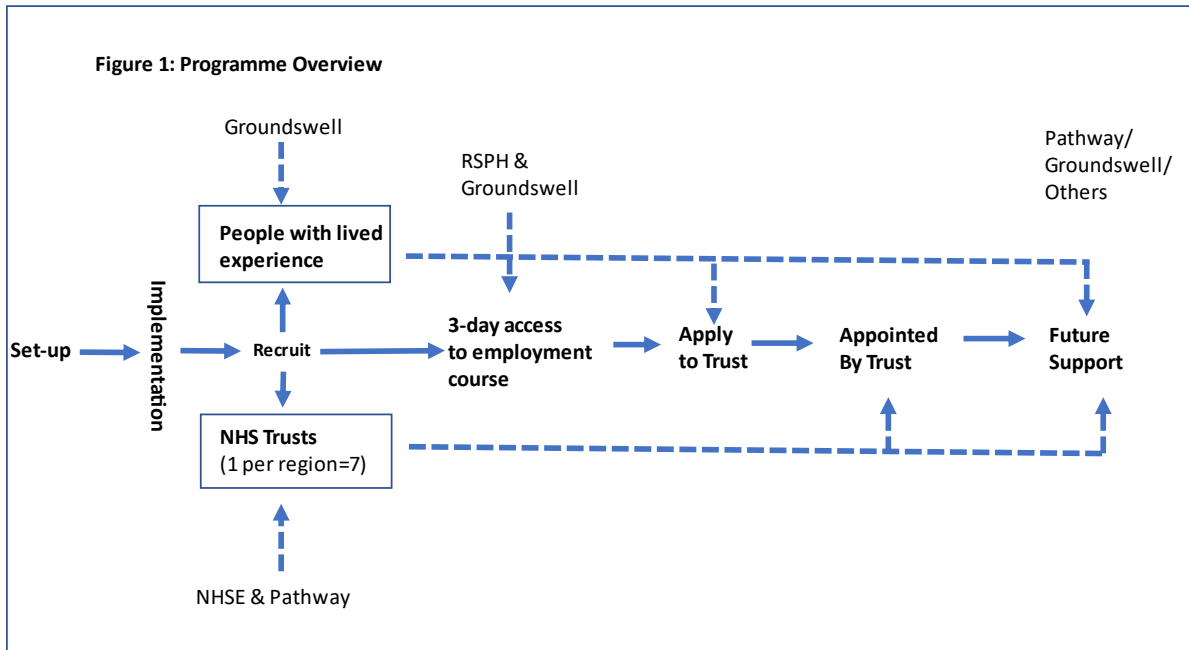 Figure 1: Programme Overview
Groundswell
RSPH &
Groundswell
Pathway/
Groundswell/
Others
People with lived
experience
Set-up
Implementation
Recruit
3-day access
to employment
course
Apply
to Trust
Appointed
By Trust
Future
Support
NHS Trusts
(1 per region=7)
NHSE & Pathway